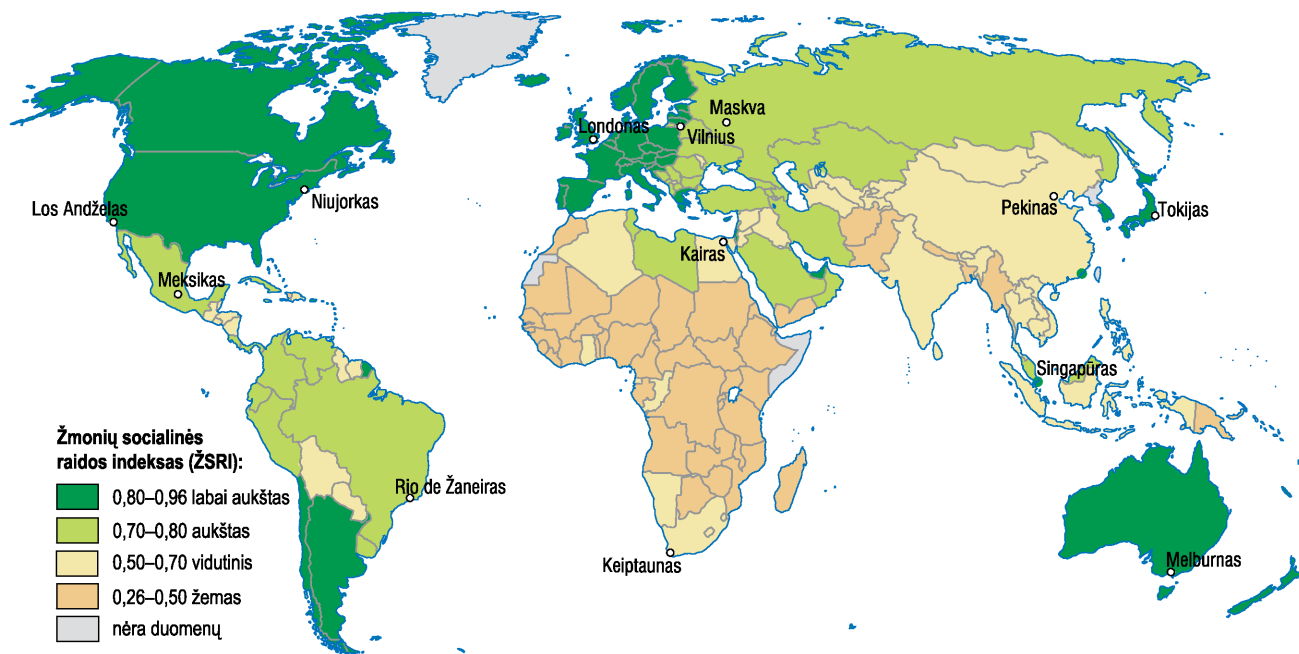 Maskva
Londonas
Vilnius
Niujorkas
Los Andželas
Pekinas
Tokijas
Kairas
Meksikas
Singapūras
Rio de Žaneiras
Keiptaunas
Melburnas
Žmonių socialinės
raidos indeksas (ŽSRI):
0,80–0,96 labai aukštas
0,70–0,80 aukštas
0,50–0,70 vidutinis
0,26–0,50 žemas
nėra duomenų